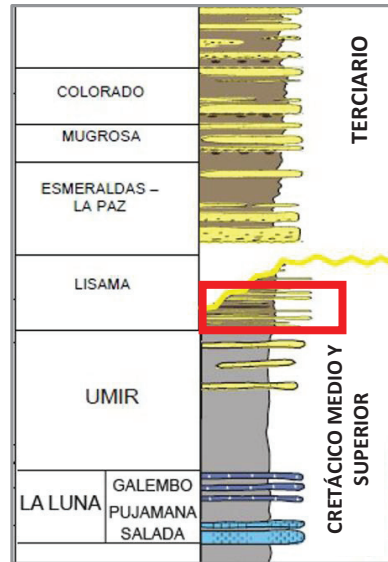 COLORADO
MUGROSA
ESMERALDAS –
LA PAZ
LISAMA
UMIR
LA LUNA
GALEMBO
PUJAMANA
SALADA
TERCIARIO
CRETÁCICO MEDIO Y
SUPERIOR